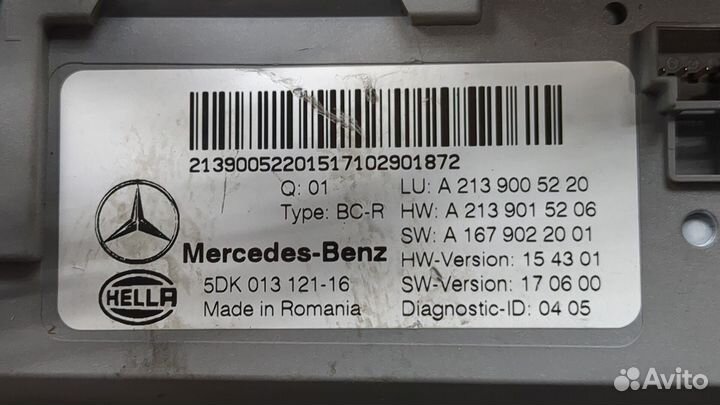 213900522015171029018​72
Q: 01
Type: BC-R
Mercedes-Benz
HELLA
5DK 013 121-16
Made in Romania
LU: A 213 900 52 20
HW: A 213 901 52 06
SW: A 167 902 20 01
HW-Version: 15 43 01
SW-Version: 17 06 00
Diagnostic-ID: 04 05
Avito